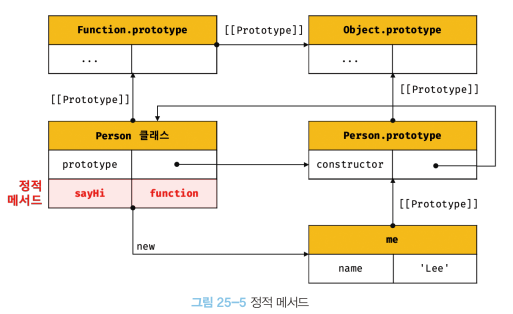 Function.prototype
[[Prototype]]
Object.prototype
...
...
[[Prototype]]
[[Prototype]]
Person 클래스
Person.prototype
prototype
constructor
정적
메서드
sayHi
function
[[Prototype]]
new
me
name
'Lee'
그림 25-5 정적 메서드